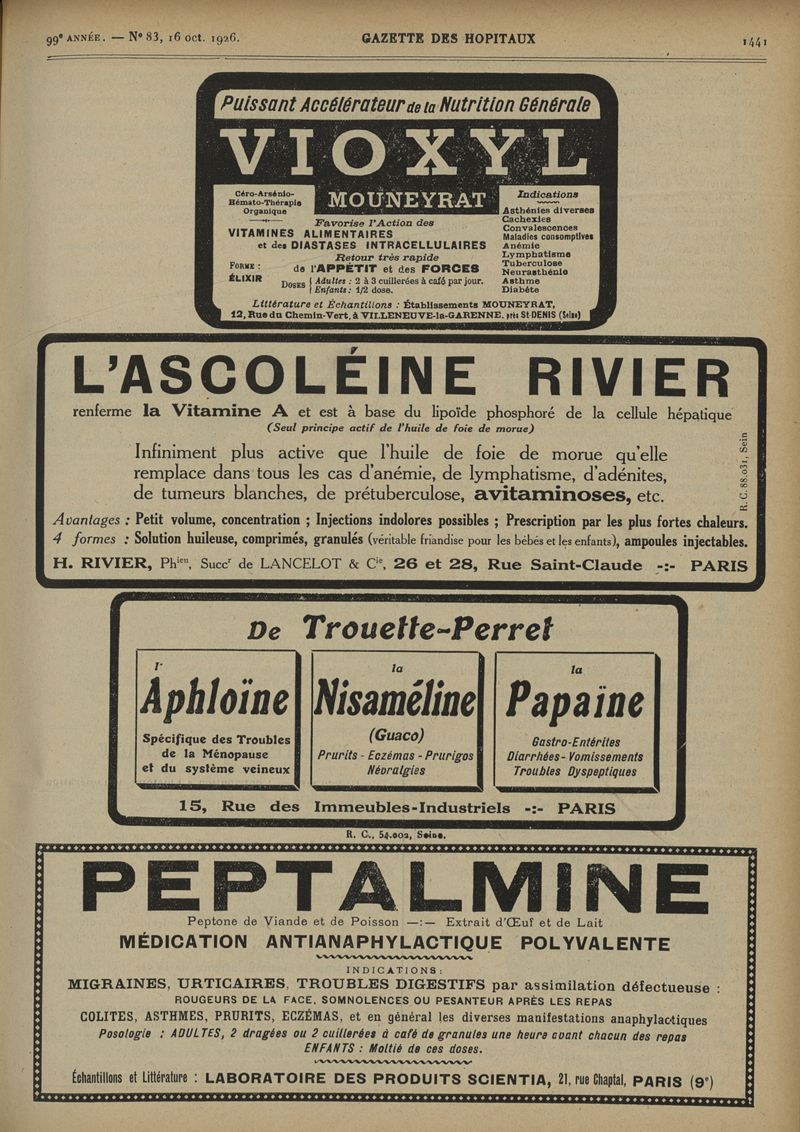 99e ANNÉE. — No 83, 16 oct. 1926.
GAZETTE DES HOPITAUX
1441
Puissant Accélérateur de la Nutrition Générale
VIOXYL
MOUNEYRAT
Céro-Arsénio-
Hémato-Thérapie
Organique
Favorise l'Action des
VITAMINES ALIMENTAIRES
et des DIASTASES INTRACELLULAIRES
Retour très rapide
de l'APPÉTIT et des FORCES
FORME :
ÉLIXIR
DOSES
Adultes : 2 à 3 cuillerées à café par jour.
Enfants : 1/2 dose.
Indications
Asthénies diverses
Cachexies
Convalescences
Maladies consomptives
Anémie
Lymphatisme
Tuberculose
Neurasthénie
Asthme
Diabète
Littérature et Échantillons : Établissements MOUNEYRAT,
12, Rue du Chemin-Vert, à VILLENEUVE-la-GARENNE, près St-DENIS (Seine)
L'ASCOLÉINE RIVIER
renferme la Vitamine A et est à base du lipoïde phosphoré de la cellule hépatique
(Seul principe actif de l'huile de foie de morue)
Infiniment plus active que l'huile de foie de morue qu'elle
remplace dans tous les cas d'anémie, de lymphatisme, d'adénites,
de tumeurs blanches, de prétuberculose, avitaminoses, etc.
R. C. 88.031, Sein
Avantages : Petit volume, concentration ; Injections indolores possibles ; Prescription par les plus fortes chaleurs.
4 formes : Solution huileuse, comprimés, granulés (véritable friandise pour les bébés et les enfants), ampoules injectables.
H. RIVIER, Phien, Succr de LANCELOT & Cie, 26 et 28, Rue Saint-Claude -:- PARIS
De Trouette-Perret
l'
Aphloïne
Spécifique des Troubles
de la Ménopause
et du système veineux
la
Nisaméline
(Guaco)
Prurits - Eczémas - Prurigos
Névralgies
la
Papaïne
Gastro-Entérites
Diarrhées - Vomissements
Troubles Dyspeptiques
15, Rue des Immeubles-Industriels -:- PARIS
R. C., 54.002, Seine.
PEPTALMINE
Peptone de Viande et de Poisson —:— Extrait d'Œuf et de Lait
MÉDICATION ANTIANAPHYLACTIQUE POLYVALENTE
INDICATIONS :
MIGRAINES, URTICAIRES, TROUBLES DIGESTIFS par assimilation défectueuse :
ROUGEURS DE LA FACE, SOMNOLENCES OU PESANTEUR APRÈS LES REPAS
COLITES, ASTHMES, PRURITS, ECZÉMAS, et en général les diverses manifestations anaphylactiques
Posologie : ADULTES, 2 dragées ou 2 cuillerées à café de granules une heure avant chacun des repas
ENFANTS : Moitié de ces doses.
Échantillons et Littérature : LABORATOIRE DES PRODUITS SCIENTIA, 21, rue Chaptal, PARIS (9e)